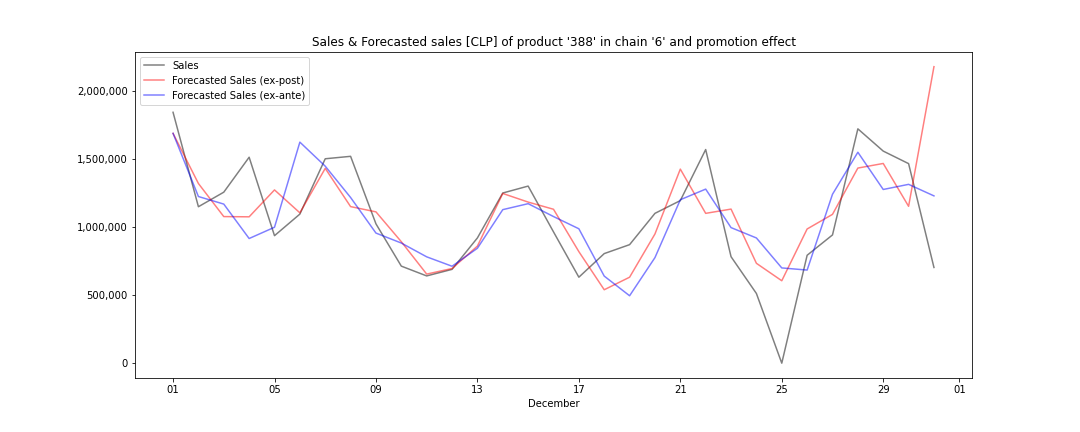 Sales & Forecasted sales [CLP] of product '388' in chain '6' and promotion effect
Sales
Forecasted Sales (ex-post)
Forecasted Sales (ex-ante)
2,000,000
1,500,000
1,000,000
500,000
0
01 05 09 13 17 21 25 29 01
December